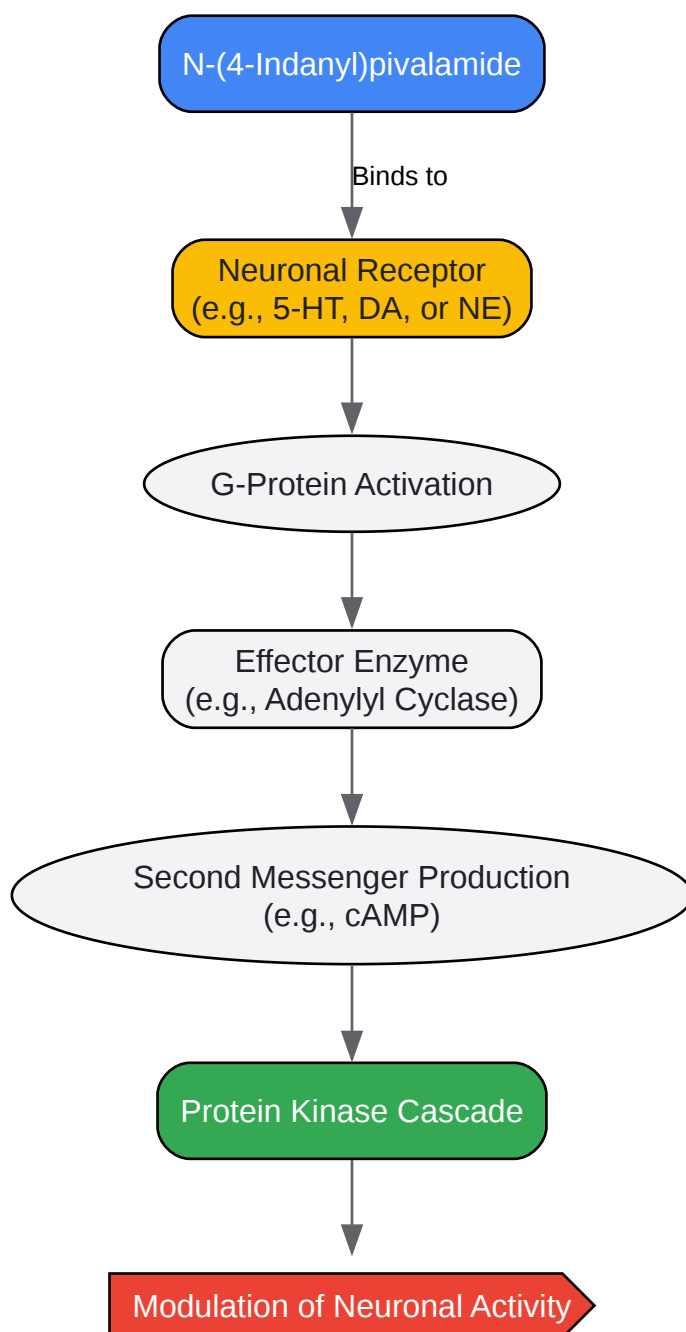 N-(4-Indanyl)pivalamide
Binds to
Neuronal Receptor
(e.g., 5-HT, DA, or NE)
G-Protein Activation
Effector Enzyme
(e.g., Adenylyl Cyclase)
Second Messenger Production
(e.g., cAMP)
Protein Kinase Cascade
Modulation of Neuronal Activity